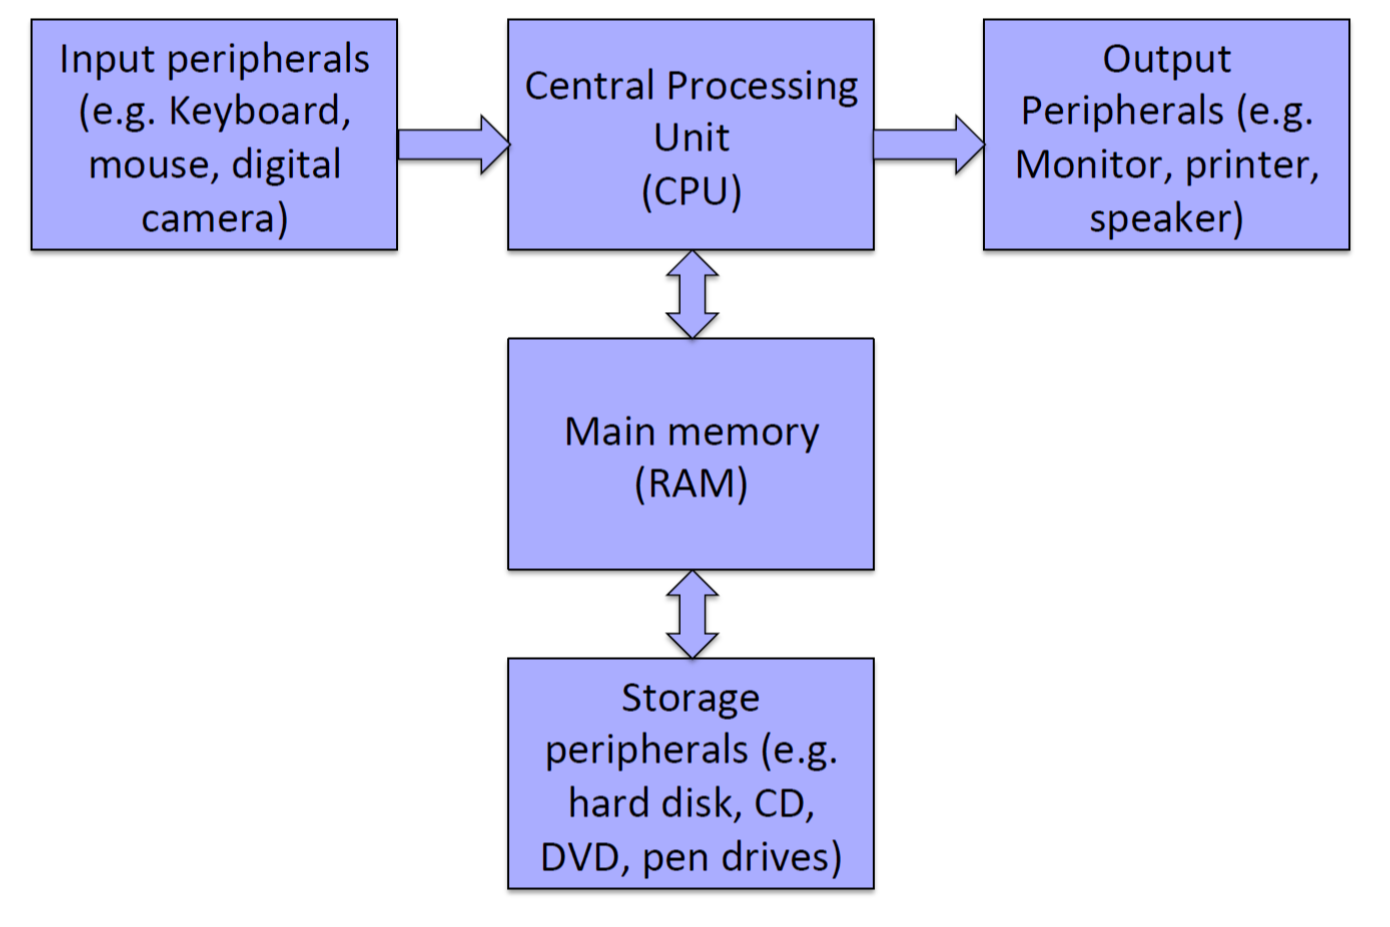 Input peripherals
(e.g. Keyboard,
mouse, digital
camera)
Central Processing
Unit
(CPU)
Output
Peripherals (e.g.
Monitor, printer,
speaker)
Main memory
(RAM)
Storage
peripherals (e.g.
hard disk, CD,
DVD, pen drives)